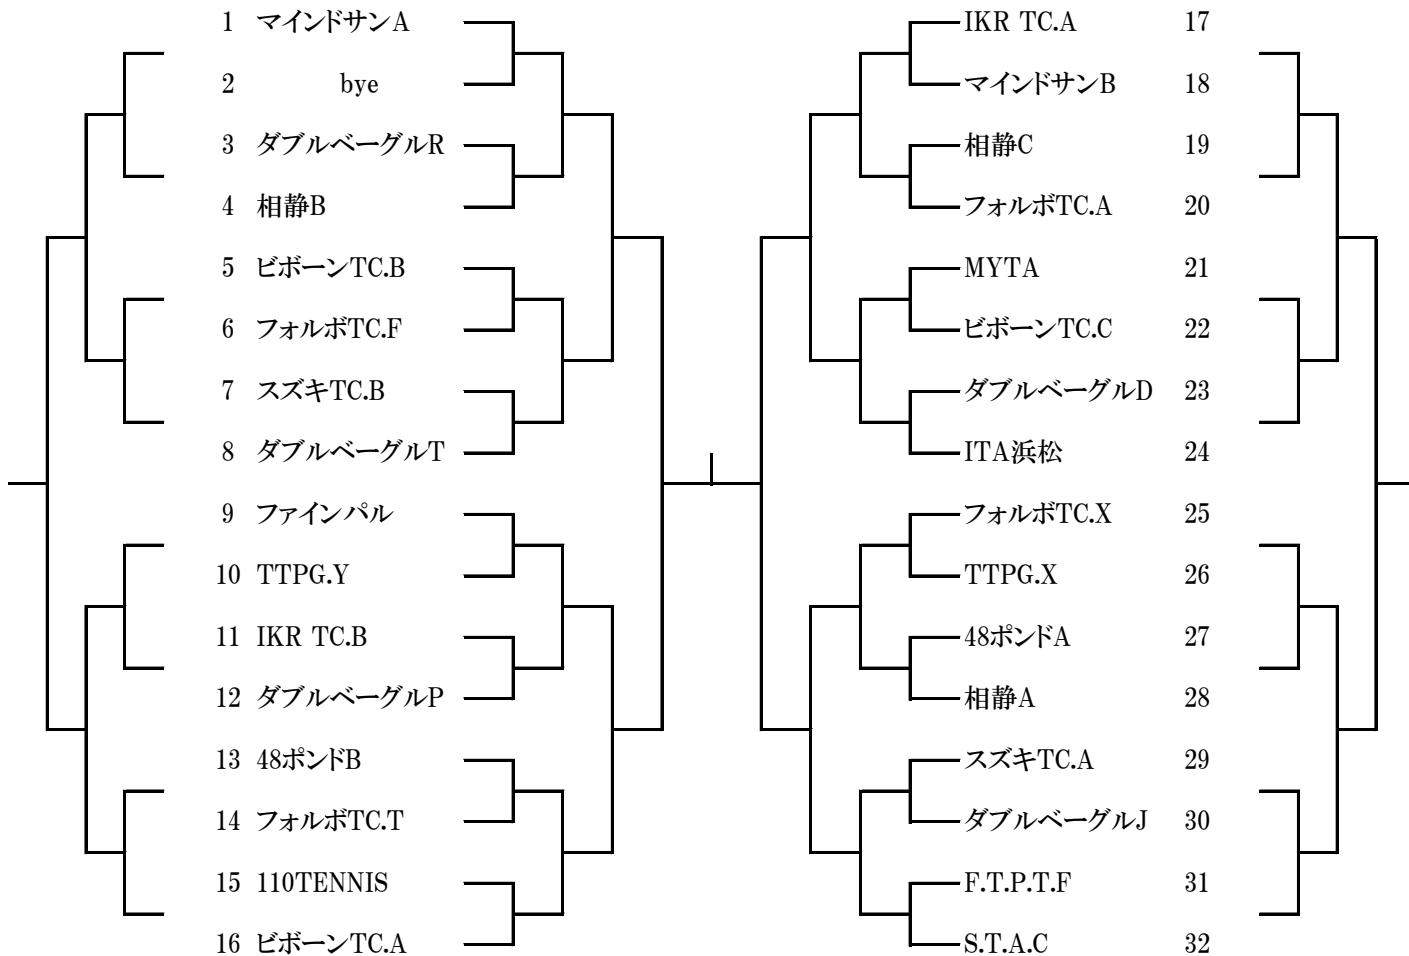 1 マインドサンA
2 bye
3 ダブルベーグルR
4 相静B
5 ビボーンTC.B
6 フォルボTC.F
7 スズキTC.B
8 ダブルベーグルT
9 ファインパル
10 TTPG.Y
11 IKR TC.B
12 ダブルベーグルP
13 48ポンドB
14 フォルボTC.T
15 110TENNIS
16 ビボーンTC.A
IKR TC.A 17
マインドサンB 18
相静C 19
フォルボTC.A 20
MYTA 21
ビボーンTC.C 22
ダブルベーグルD 23
ITA浜松 24
フォルボTC.X 25
TTPG.X 26
48ポンドA 27
相静A 28
スズキTC.A 29
ダブルベーグルJ 30
F.T.P.T.F 31
S.T.A.C 32